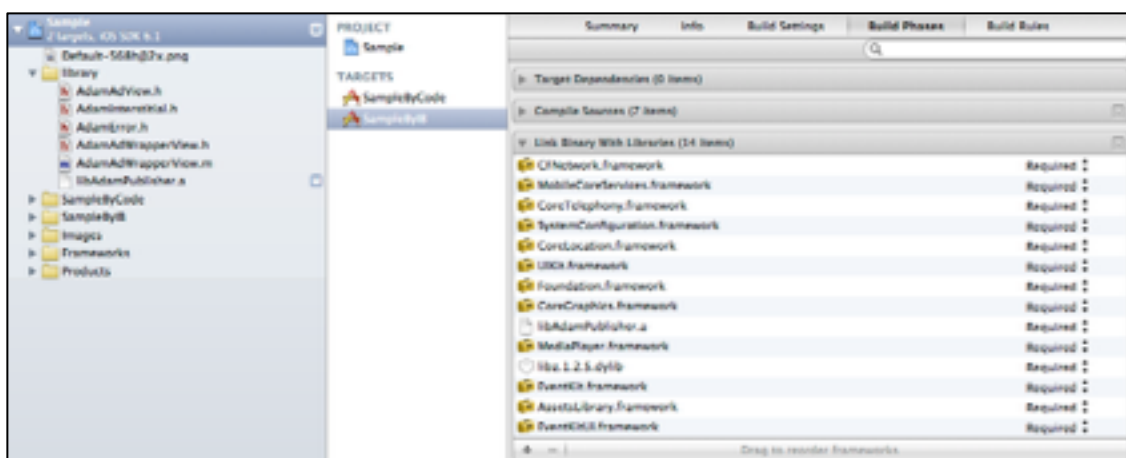 Sample
2 targets, iOS SDK 6.1
Default-568h@2x.png
library
AdamAdView.h
AdamInterstitial.h
AdamError.h
AdamAdWrapperView.h
AdamAdWrapperView.m
libAdamPublisher.a
SampleByCode
SampleByIB
Images
Frameworks
Products
PROJECT
Sample
TARGETS
SampleByCode
SampleByIB
Summary Info Build Settings Build Phases Build Rules
Target Dependencies (0 items)
Compile Sources (7 items)
Link Binary With Libraries (14 items)
CFNetwork.framework Required
MobileCoreServices.framework Required
CoreTelephony.framework Required
SystemConfiguration.framework Required
CoreLocation.framework Required
UIKit.framework Required
Foundation.framework Required
CoreGraphics.framework Required
libAdamPublisher.a Required
MediaPlayer.framework Required
libz.1.2.5.dylib Required
EventKit.framework Required
AssetsLibrary.framework Required
EventKitUI.framework Required
+ − Drag to reorder frameworks